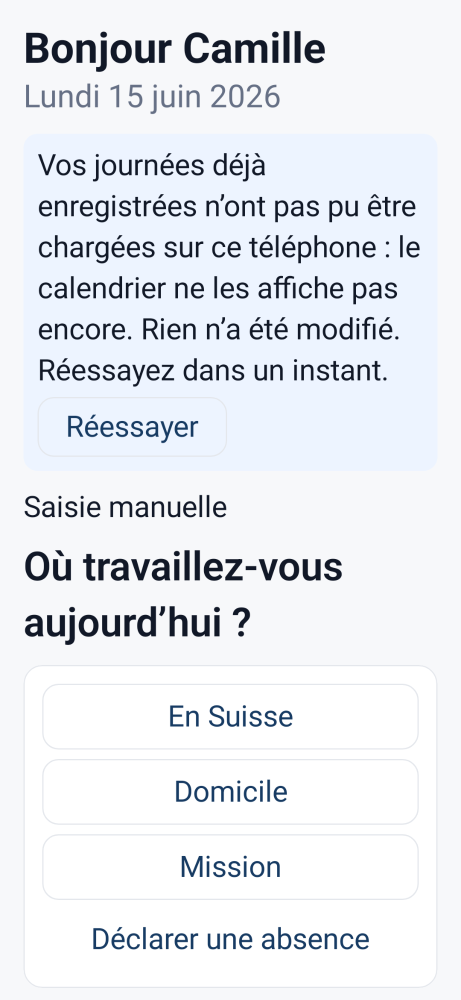 Bonjour Camille
Lundi 15 juin 2026
Vos journées déjà
enregistrées n’ont pas pu être
chargées sur ce téléphone : le
calendrier ne les affiche pas
encore. Rien n’a été modifié.
Réessayez dans un instant.
Réessayer
Saisie manuelle
Où travaillez-vous
aujourd’hui ?
En Suisse
Domicile
Mission
Déclarer une absence